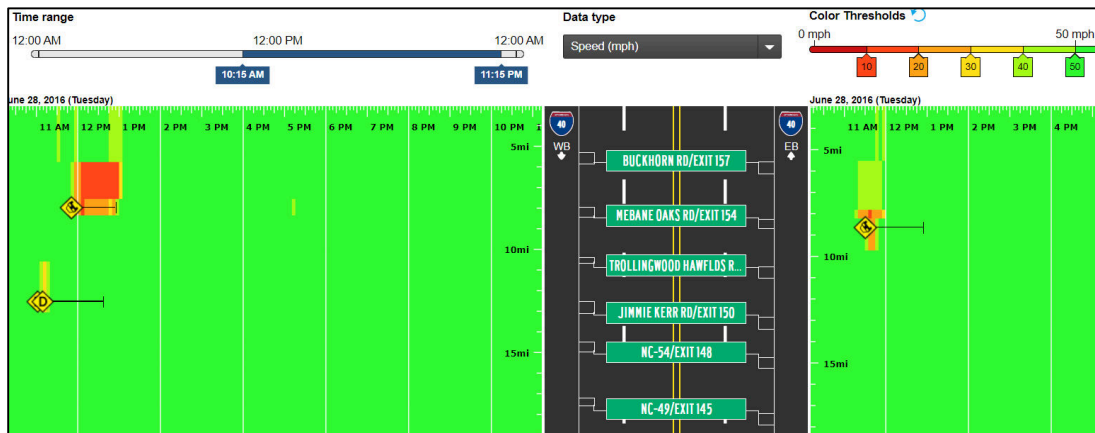 Time range
12:00 AM
12:00 PM
12:00 AM
10:15 AM
11:15 PM
Data type
Speed (mph)
Color Thresholds
0 mph
50 mph
10
20
30
40
50
une 28, 2016 (Tuesday)
11 AM
12 PM
1 PM
2 PM
3 PM
4 PM
5 PM
6 PM
7 PM
8 PM
9 PM
10 PM
5mi
10mi
15mi
D
40
WB
40
EB
BUCKHORN RD/EXIT 157
MEBANE OAKS RD/EXIT 154
TROLLINGWOOD HAWFLDS R...
JIMMIE KERR RD/EXIT 150
NC-54/EXIT 148
NC-49/EXIT 145
June 28, 2016 (Tuesday)
11 AM
12 PM
1 PM
2 PM
3 PM
4 PM
5mi
10mi
15mi